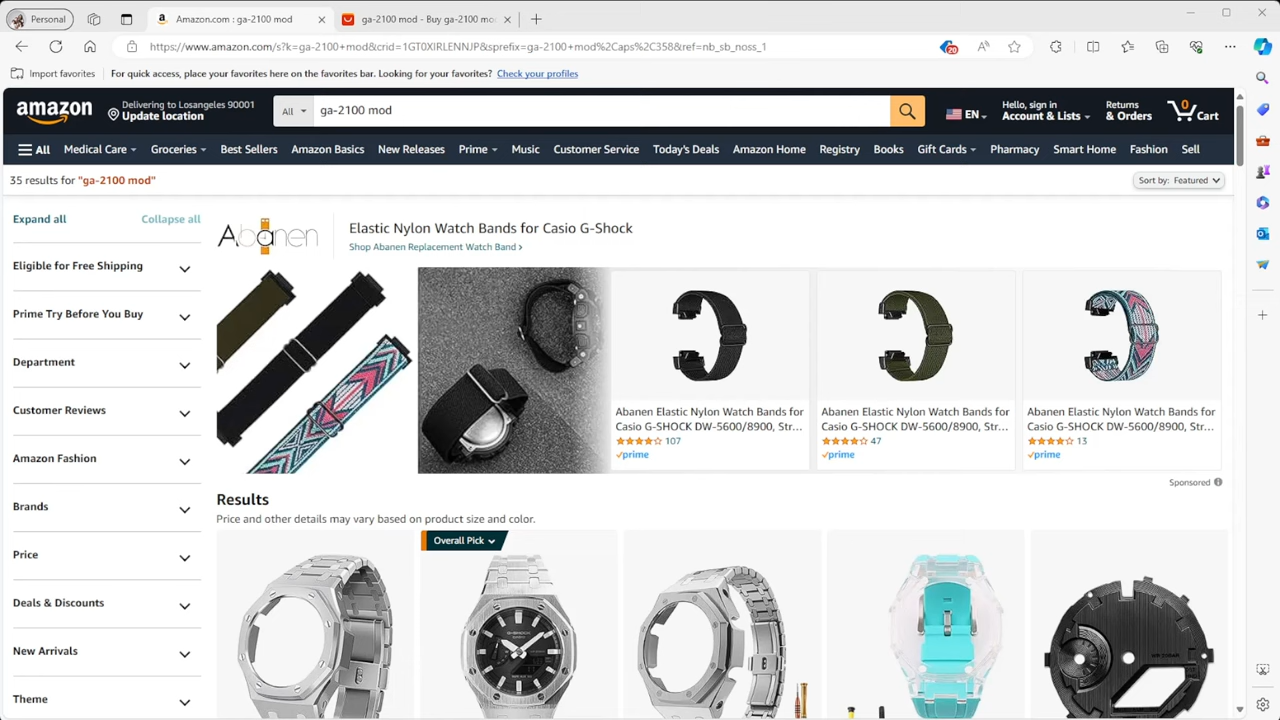 Personal
Amazon.com : ga-2100 mod
ga-2100 mod - Buy ga-2100 mo
https://www.amazon.com/s?k=ga-2100+mod&crid=1GT0XIRLENNJP&sprefix=ga-2100+mod%2Caps%2C358&ref=nb_sb_noss_1
20
Import favorites
For quick access, place your favorites here on the favorites bar. Looking for your favorites? Check your profiles
amazon
Delivering to Losangeles 90001
Update location
All
ga-2100 mod
EN
Hello, sign in
Account & Lists
Returns
& Orders
0
Cart
All
Medical Care
Groceries
Best Sellers
Amazon Basics
New Releases
Prime
Music
Customer Service
Today's Deals
Amazon Home
Registry
Books
Gift Cards
Pharmacy
Smart Home
Fashion
Sell
35 results for "ga-2100 mod"
Sort by: Featured
Expand all
Collapse all
Eligible for Free Shipping
Prime Try Before You Buy
Department
Customer Reviews
Amazon Fashion
Brands
Price
Deals & Discounts
New Arrivals
Theme
Abanen
Elastic Nylon Watch Bands for Casio G-Shock
Shop Abanen Replacement Watch Band ›
Abanen Elastic Nylon Watch Bands for
Casio G-SHOCK DW-5600/8900, Str...
107
prime
Abanen Elastic Nylon Watch Bands for
Casio G-SHOCK DW-5600/8900, Str...
47
prime
Abanen Elastic Nylon Watch Bands for
Casio G-SHOCK DW-5600/8900, Str...
13
prime
Sponsored
Results
Price and other details may vary based on product size and color.
Overall Pick
G-SHOCK